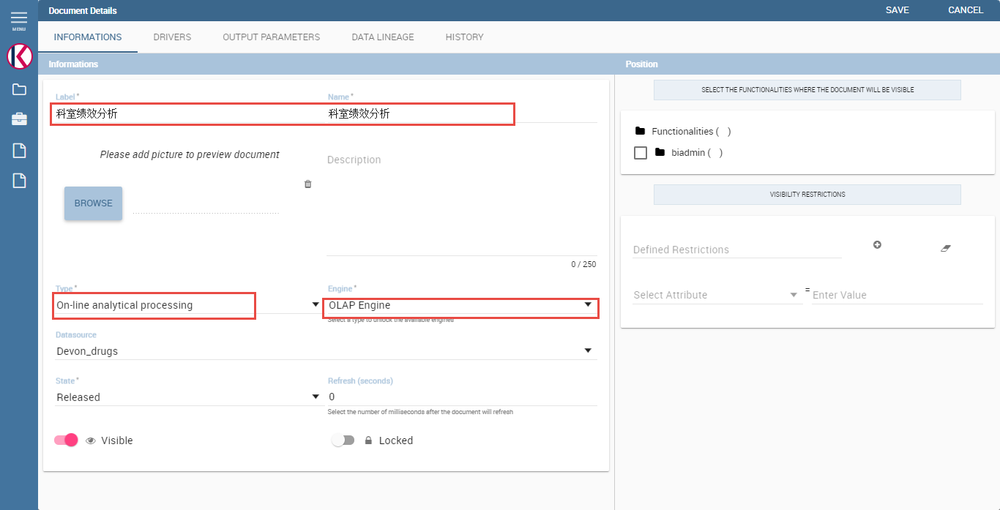 MENU
Document Details
SAVE
CANCEL
INFORMATIONS
DRIVERS
OUTPUT PARAMETERS
DATA LINEAGE
HISTORY
Informations
Label *
Name *
科室绩效分析
科室绩效分析
Please add picture to preview document
Description
BROWSE
0 / 250
Type *
Engine *
On-line analytical processing
OLAP Engine
Select a type to unlock the available engines
Datasource
Devon_drugs
State *
Refresh (seconds)
Released
0
Select the number of milliseconds after the document will refresh
Visible
Locked
Position
SELECT THE FUNCTIONALITIES WHERE THE DOCUMENT WILL BE VISIBLE
Functionalities ( )
biadmin ( )
VISIBILITY RESTRICTIONS
Defined Restrictions
Select Attribute
=
Enter Value